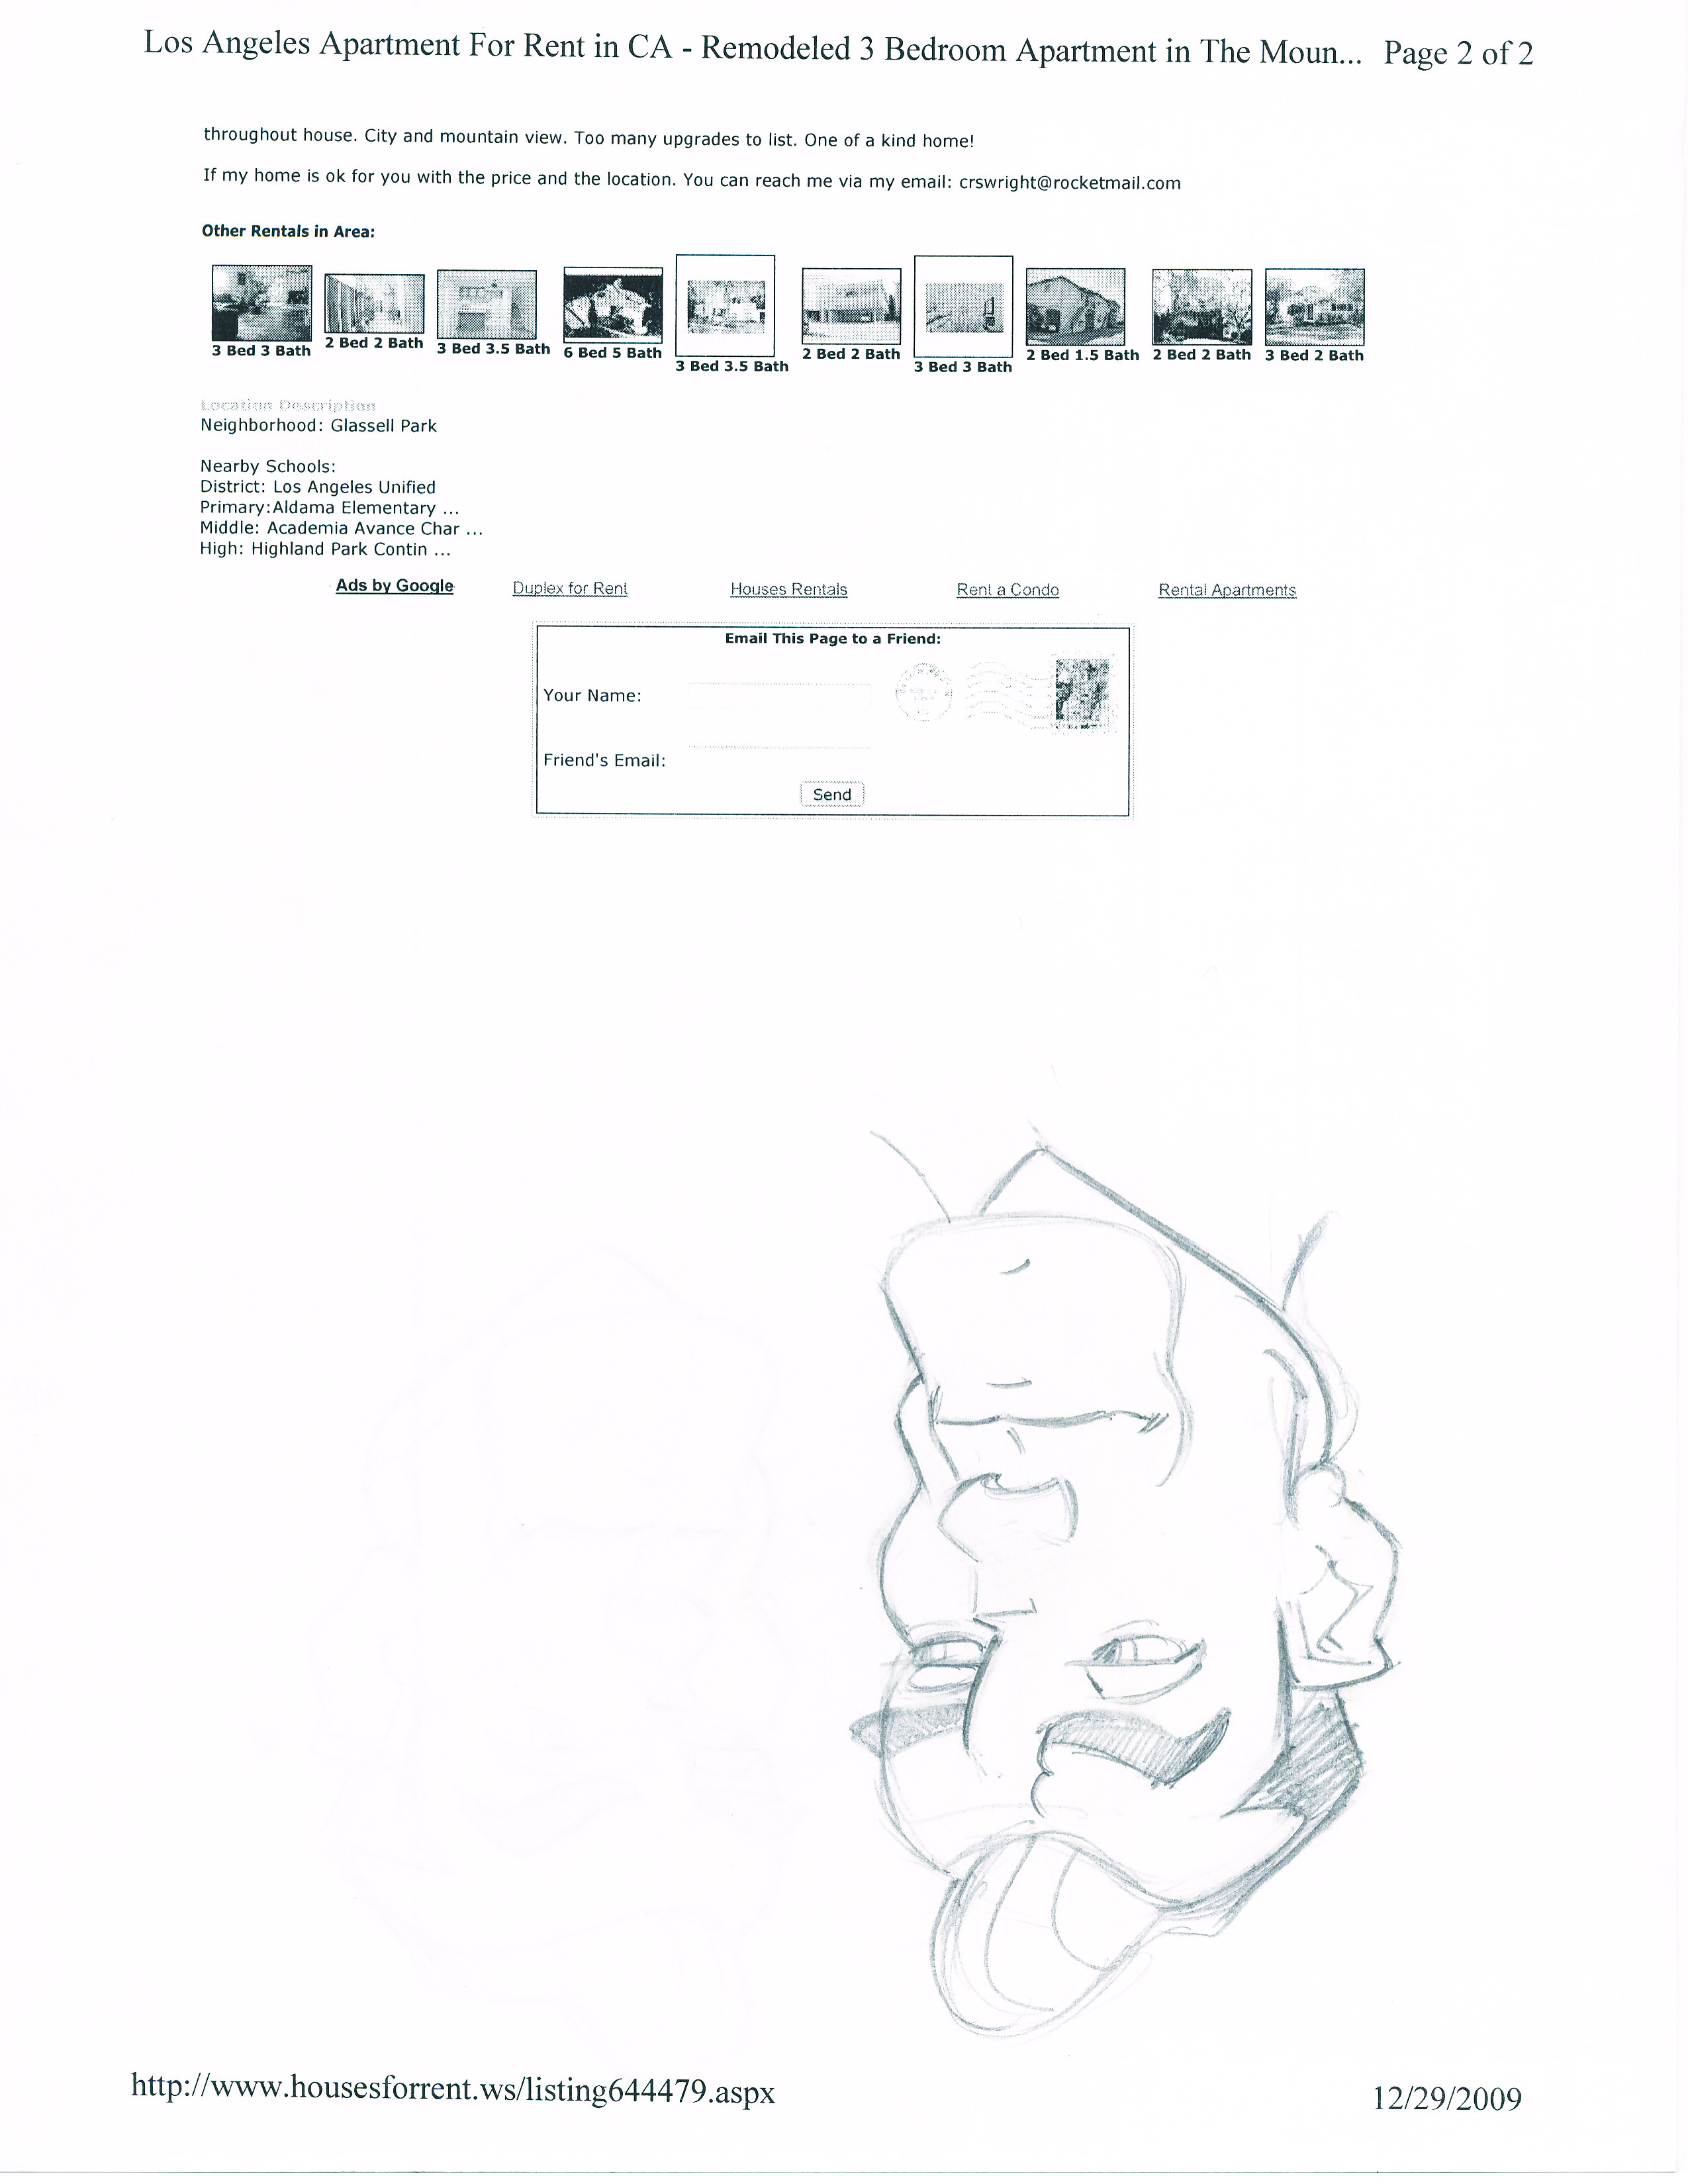 Los Angeles Apartment For Rent in CA - Remodeled 3 Bedroom Apartment in The Moun... Page 2 of 2
throughout house. City and mountain view. Too many upgrades to list. One of a kind home!
If my home is ok for you with the price and the location. You can reach me via my email: crswright@rocketmail.com
Other Rentals in Area:
3 Bed 3 Bath 2 Bed 2 Bath 3 Bed 3.5 Bath 6 Bed 5 Bath 3 Bed 3.5 Bath 2 Bed 2 Bath 3 Bed 3 Bath 2 Bed 1.5 Bath 2 Bed 2 Bath 3 Bed 2 Bath
Location Description
Neighborhood: Glassell Park
Nearby Schools:
District: Los Angeles Unified
Primary:Aldama Elementary ...
Middle: Academia Avance Char ...
High: Highland Park Contin ...
Ads by Google Duplex for Rent Houses Rentals Rent a Condo Rental Apartments
Email This Page to a Friend:
Your Name:
Friend's Email:
Send
http://www.housesforrent.ws/listing644479.aspx 12/29/2009